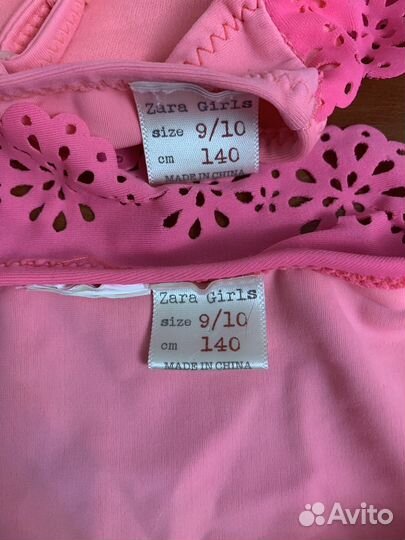 Zara Girls
size 9/10
cm 140
MADE IN CHINA
Zara Girls
size 9/10
cm 140
MADE IN CHINA
Avito